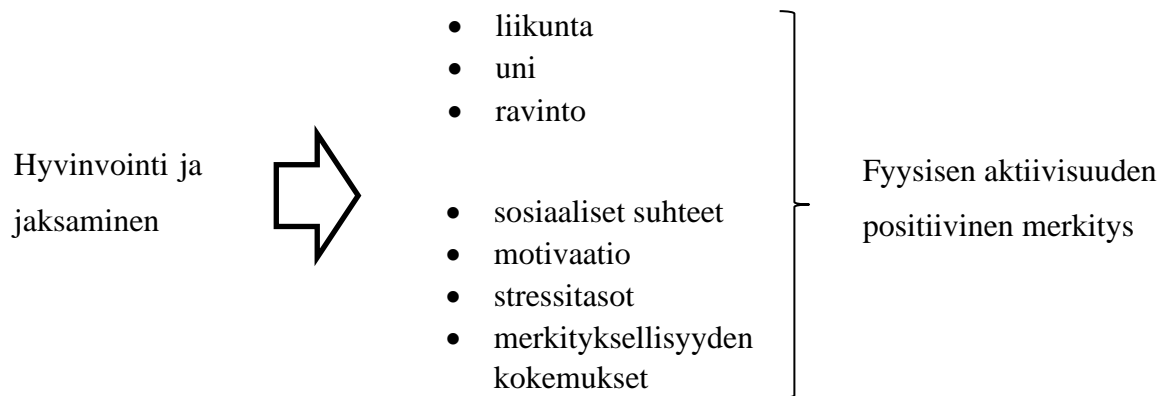 Hyvinvointi ja
jaksaminen
• liikunta
• uni
• ravinto
• sosiaaliset suhteet
• motivaatio
• stressitasot
• merkityksellisyyden
kokemukset
Fyysisen aktiivisuuden
positiivinen merkitys